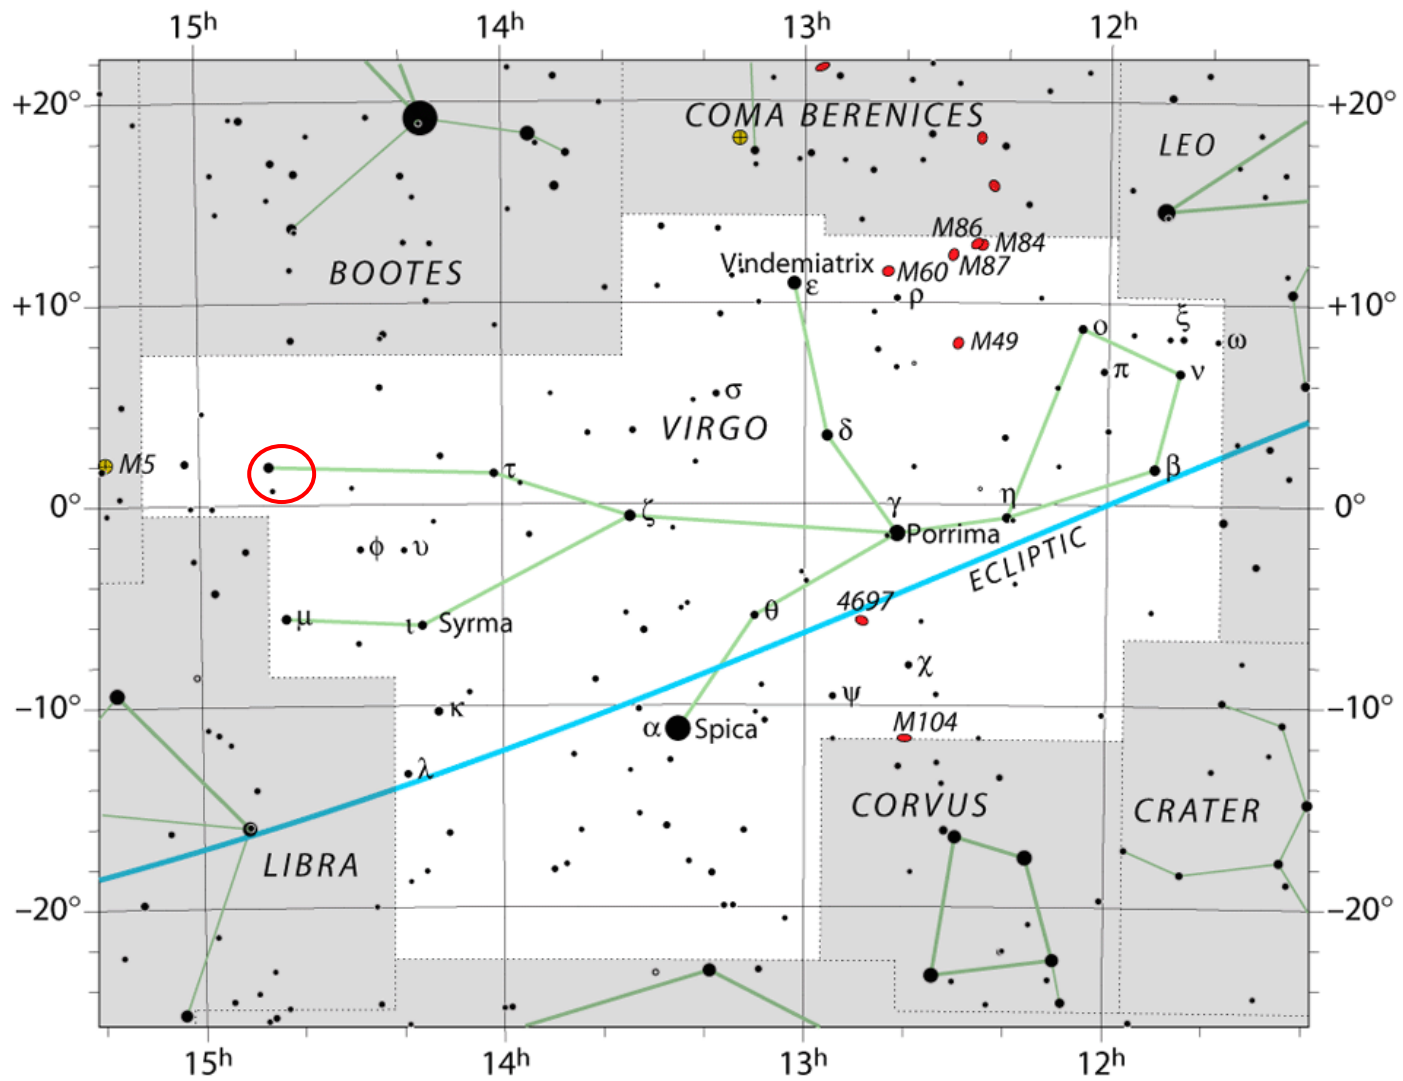 15h 14h 13h 12h
+20° COMA BERENICES +20°
LEO
M86 M84
BOOTES Vindemiatrix M60 M87
ε ρ
+10° +10°
ξ
ο ω
M49
π ν
σ
VIRGO δ
M5 τ β
η
0° ζ γ 0°
Porrima
φ υ ECLIPTIC
4697
μ ι Syrma θ
χ
ψ
−10° κ −10°
α Spica M104
λ
CORVUS CRATER
LIBRA
−20° −20°
15h 14h 13h 12h